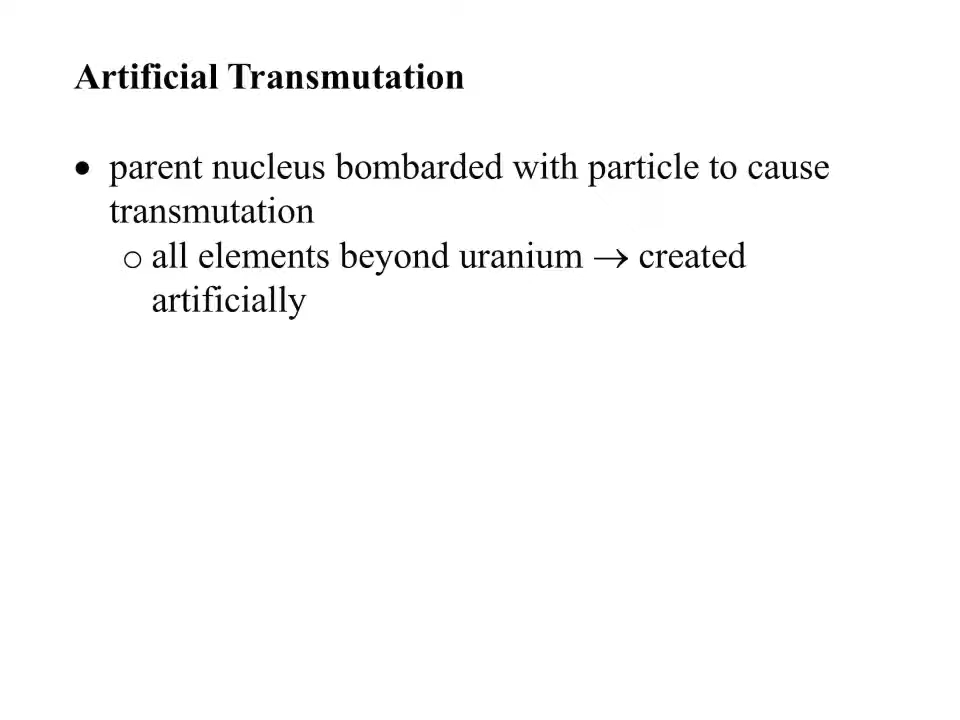 Artificial Transmutation
• parent nucleus bombarded with particle to cause
transmutation
o all elements beyond uranium → created
artificially